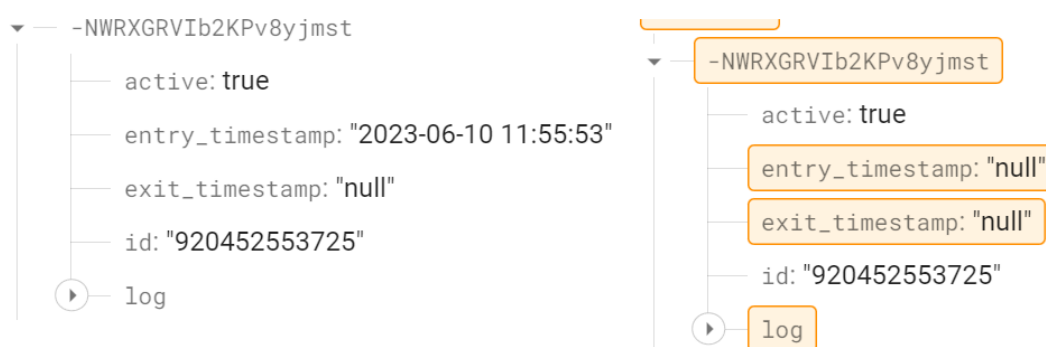 -NWRXGRVIb2KPv8yjmst
active: true
entry_timestamp: "2023-06-10 11:55:53"
exit_timestamp: "null"
id: "920452553725"
log
-NWRXGRVIb2KPv8yjmst
active: true
entry_timestamp: "null"
exit_timestamp: "null"
id: "920452553725"
log